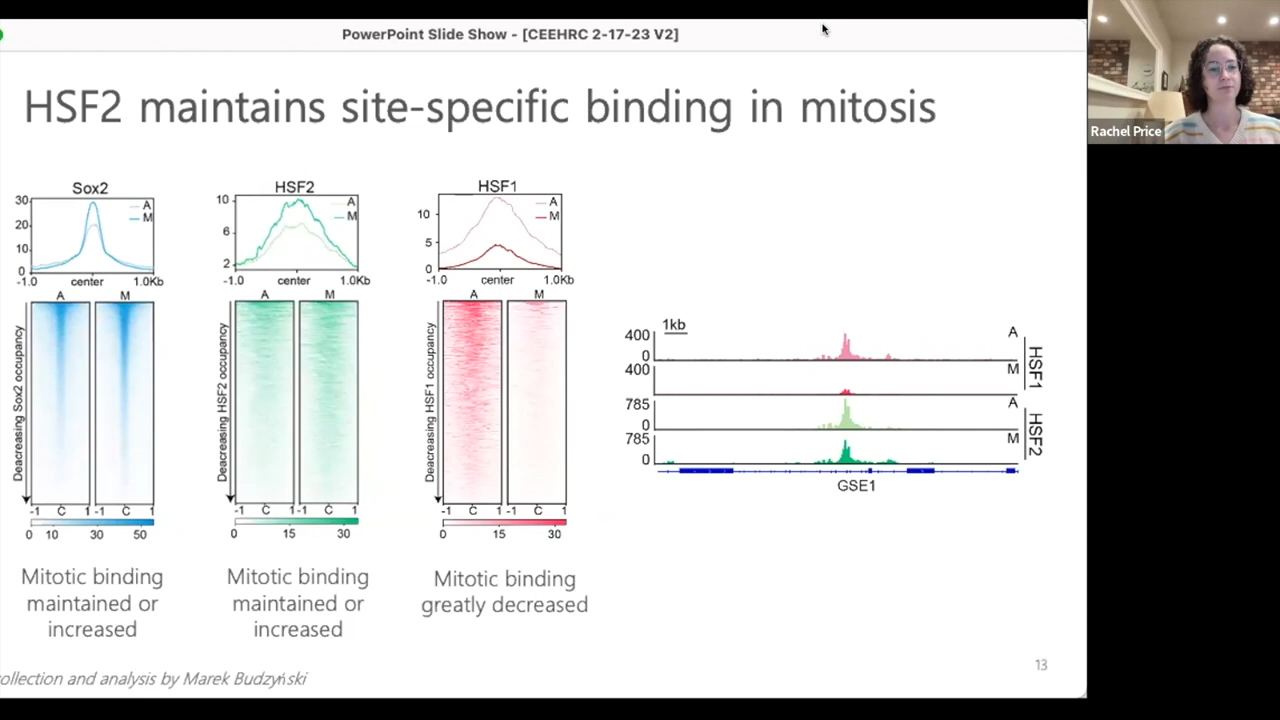 PowerPoint Slide Show - [CEEHRC 2-17-23 V2]
Rachel Price
HSF2 maintains site-specific binding in mitosis
Sox2
30
20
10
0
A
M
-1.0 center 1.0Kb
A M
Deacreasing Sox2 occupancy
-1 C 1 -1 C 1
0 10 30 50
Mitotic binding
maintained or
increased
HSF2
10
6
2
A
M
-1.0 center 1.0Kb
A M
Decreasing HSF2 occupancy
-1 C 1 -1 C 1
0 15 30
Mitotic binding
maintained or
increased
HSF1
10
5
0
A
M
-1.0 center 1.0Kb
A M
Decreasing HSF1 occupancy
-1 C 1 -1 C 1
0 15 30
Mitotic binding
greatly decreased
1kb
400
0
A
400
M
HSF1
785
0
A
785
0
M
HSF2
GSE1
ollection and analysis by Marek Budzyński
13